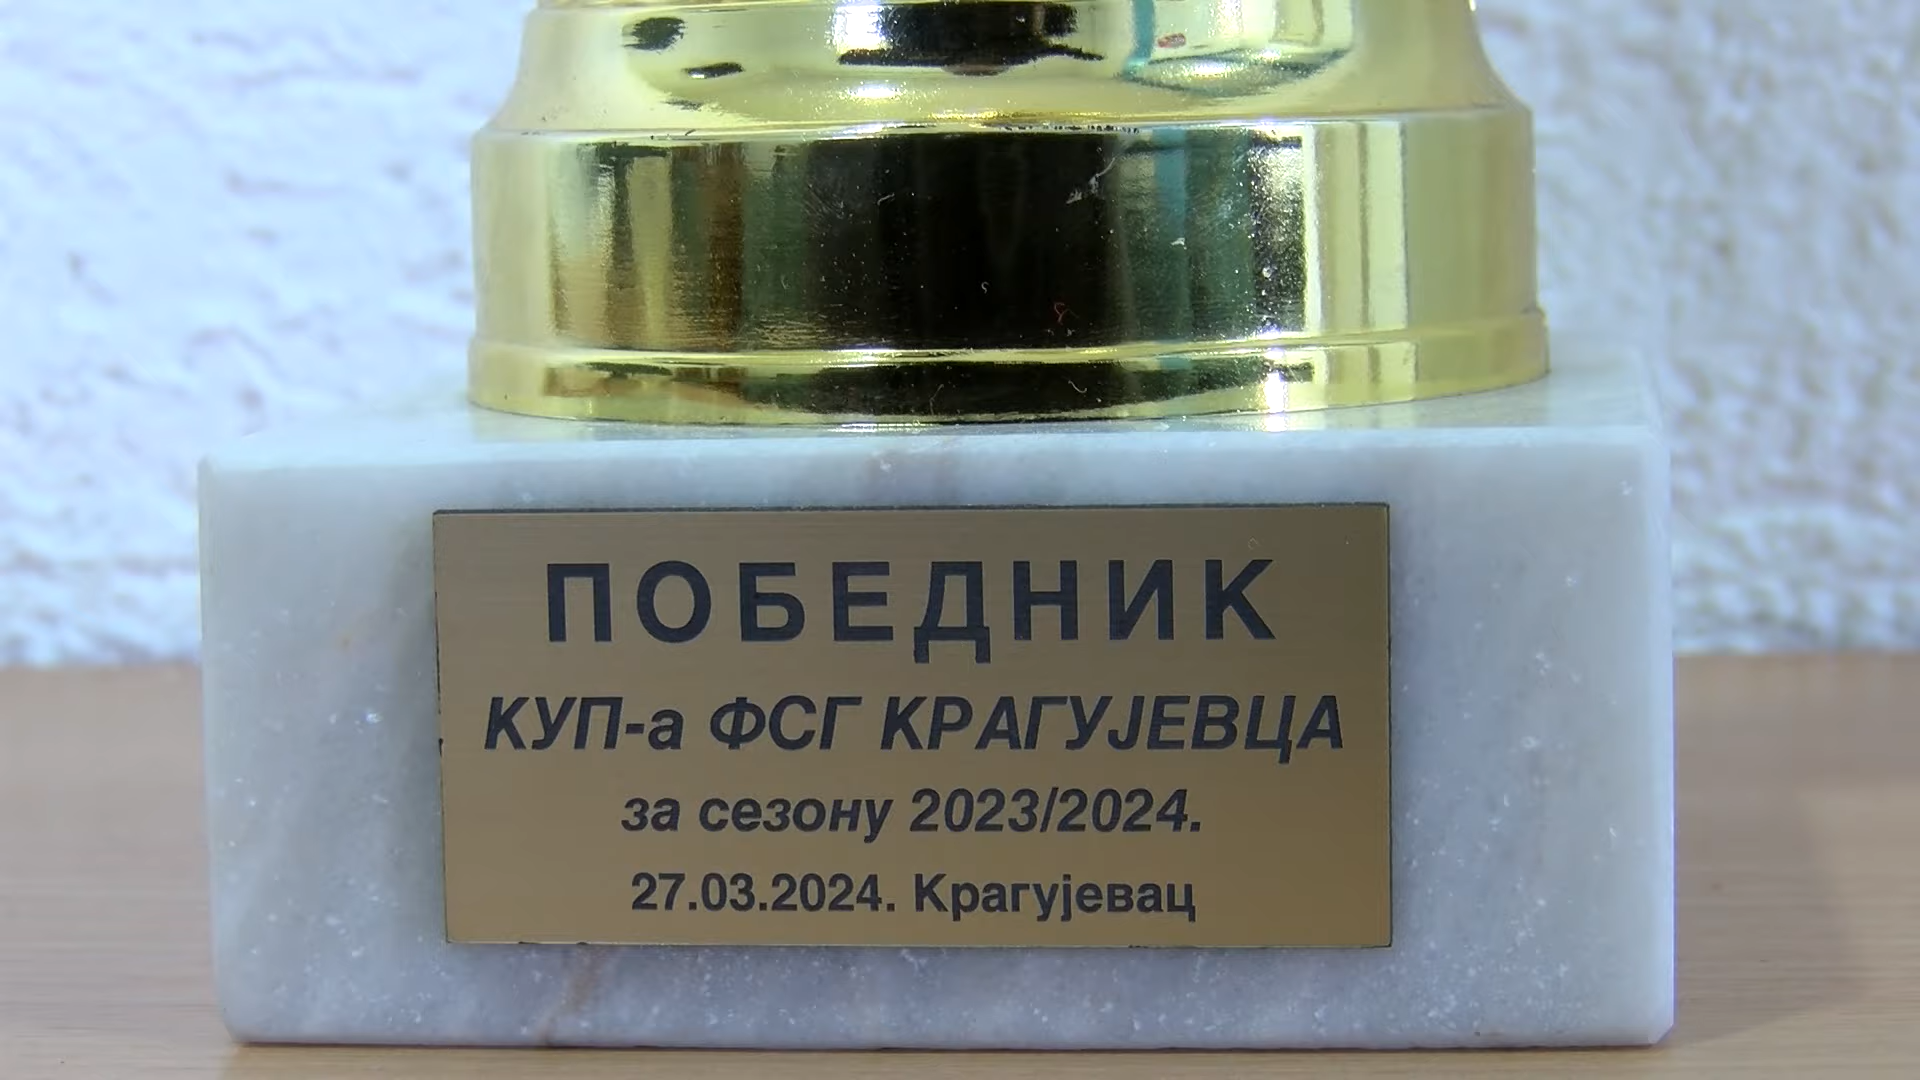 ПОБЕДНИК
КУП-а ФСГ КРАГУЈЕВЦА
за сезону 2023/2024.
27.03.2024. Крагујевац